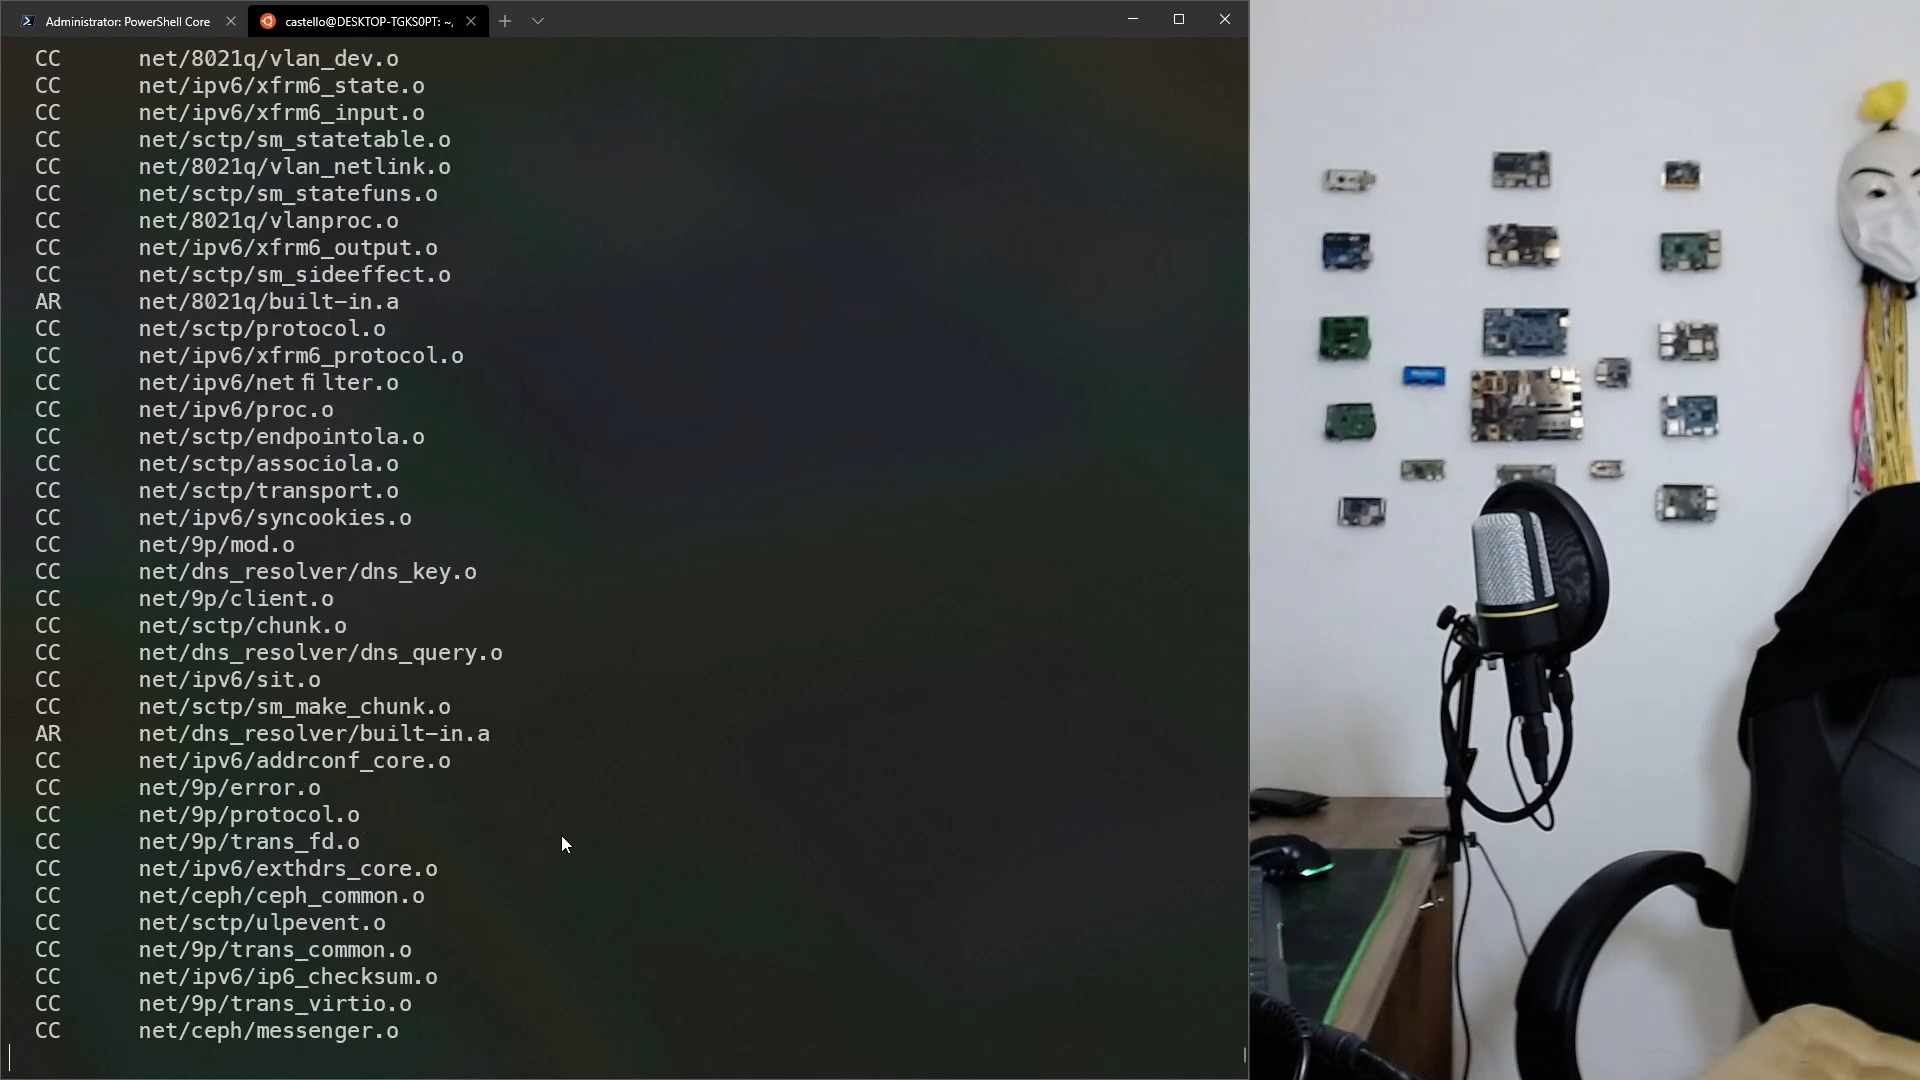 Administrator: PowerShell Core
castello@DESKTOP-TGKS0PT: ~,
CC net/8021q/vlan_dev.o
CC net/ipv6/xfrm6_state.o
CC net/ipv6/xfrm6_input.o
CC net/sctp/sm_statetable.o
CC net/8021q/vlan_netlink.o
CC net/sctp/sm_statefuns.o
CC net/8021q/vlanproc.o
CC net/ipv6/xfrm6_output.o
CC net/sctp/sm_sideeffect.o
AR net/8021q/built-in.a
CC net/sctp/protocol.o
CC net/ipv6/xfrm6_protocol.o
CC net/ipv6/netfilter.o
CC net/ipv6/proc.o
CC net/sctp/endpointola.o
CC net/sctp/associola.o
CC net/sctp/transport.o
CC net/ipv6/syncookies.o
CC net/9p/mod.o
CC net/dns_resolver/dns_key.o
CC net/9p/client.o
CC net/sctp/chunk.o
CC net/dns_resolver/dns_query.o
CC net/ipv6/sit.o
CC net/sctp/sm_make_chunk.o
AR net/dns_resolver/built-in.a
CC net/ipv6/addrconf_core.o
CC net/9p/error.o
CC net/9p/protocol.o
CC net/9p/trans_fd.o
CC net/ipv6/exthdrs_core.o
CC net/ceph/ceph_common.o
CC net/sctp/ulpevent.o
CC net/9p/trans_common.o
CC net/ipv6/ip6_checksum.o
CC net/9p/trans_virtio.o
CC net/ceph/messenger.o